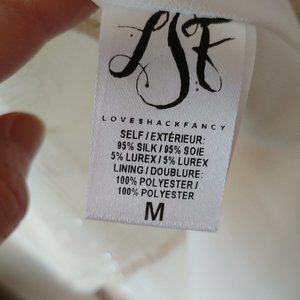 LSF
LOVESHACKFANCY
SELF / EXTÉRIEUR:
95% SILK / 95% SOIE
5% LUREX / 5% LUREX
LINING / DOUBLURE:
100% POLYESTER /
100% POLYESTER
M